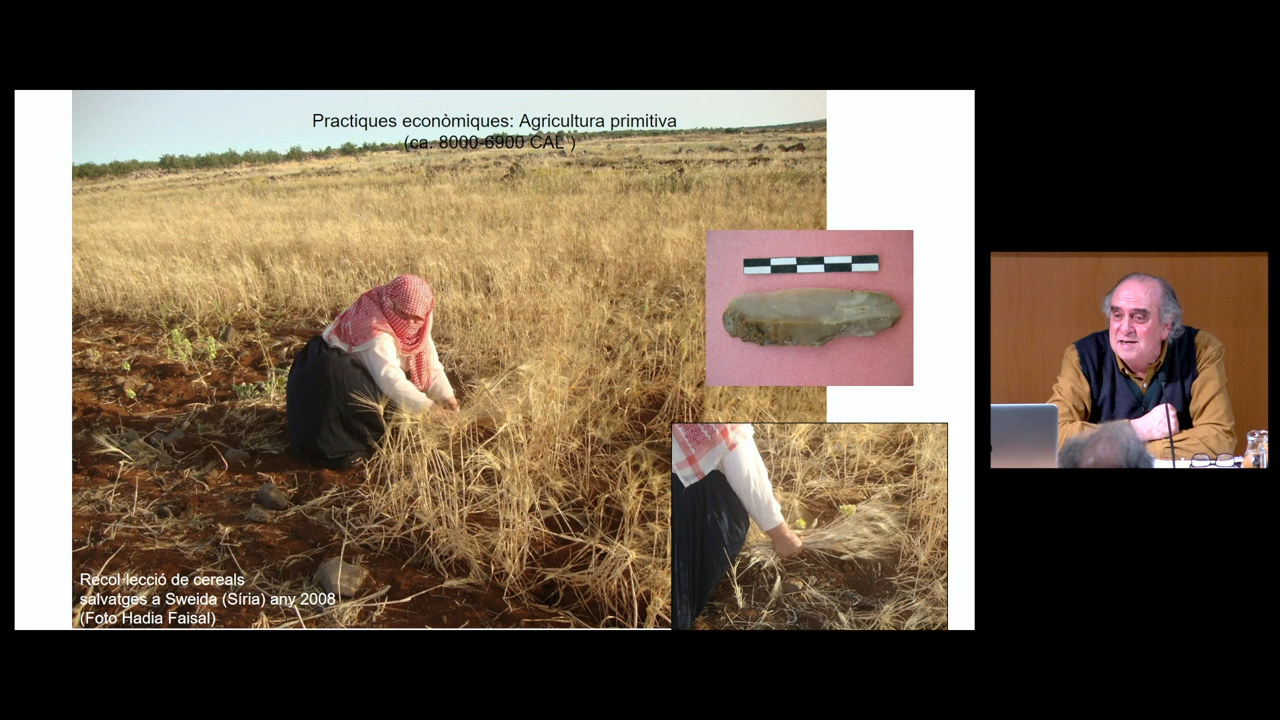 Practiques econòmiques: Agricultura primitiva
(ca. 8000-6900 CAL )
Recol·lecció de cereals
salvatges a Sweida (Síria) any 2008
(Foto Hadia Faisal)